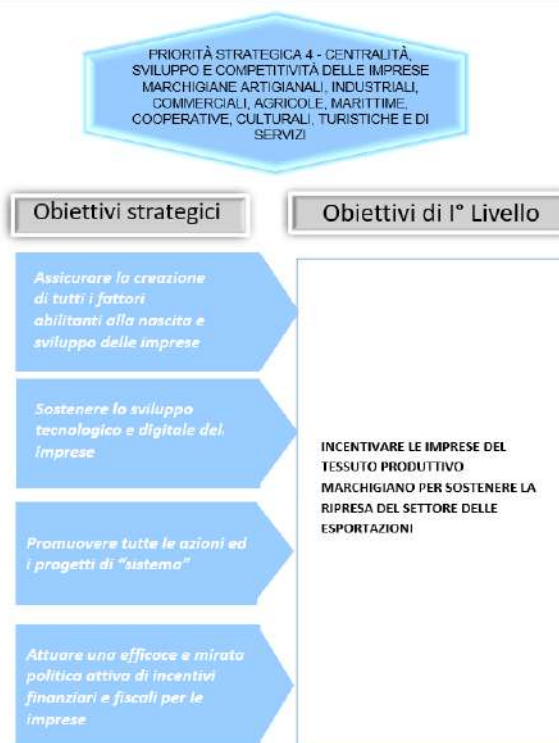 PRIORITÀ STRATEGICA 4 - CENTRALITÀ,
SVILUPPO E COMPETITIVITÀ DELLE IMPRESE
MARCHIGIANE ARTIGIANALI, INDUSTRIALI,
COMMERCIALI, AGRICOLE, MARITTIME,
COOPERATIVE, CULTURALI, TURISTICHE E DI
SERVIZI
Obiettivi strategici
Obiettivi di I° Livello
Assicurare la creazione
di tutti i fattori
abilitanti alla nascita e
sviluppo delle imprese
Sostenere lo sviluppo
tecnologico e digitale del
imprese
Promuovere tutte le azioni ed
i progetti di "sistema"
Attuare una efficace e mirata
politica attiva di incentivi
finanziari e fiscali per le
imprese
INCENTIVARE LE IMPRESE DEL
TESSUTO PRODUTTIVO
MARCHIGIANO PER SOSTENERE LA
RIPRESA DEL SETTORE DELLE
ESPORTAZIONI